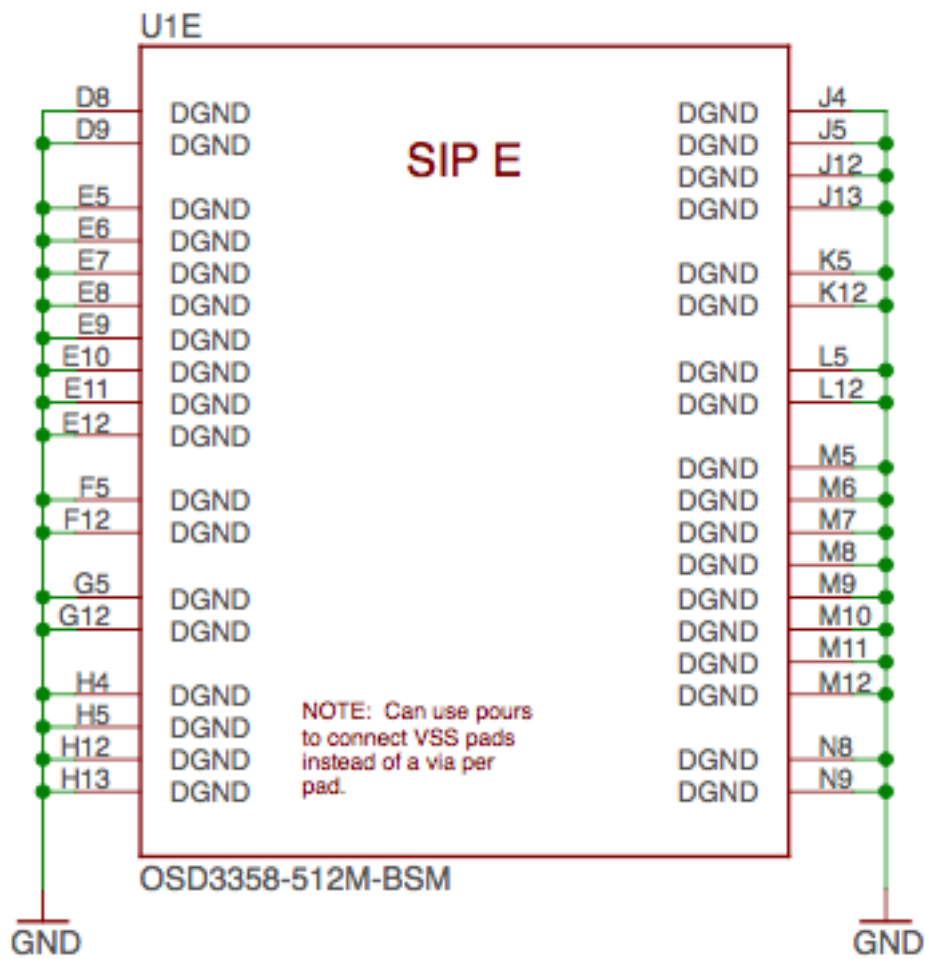 U1E
SIP E
D8 DGND DGND J4
D9 DGND DGND J5
DGND J12
E5 DGND DGND J13
E6 DGND
E7 DGND DGND K5
E8 DGND DGND K12
E9 DGND
E10 DGND DGND L5
E11 DGND DGND L12
E12 DGND
DGND M5
F5 DGND DGND M6
F12 DGND DGND M7
DGND M8
G5 DGND DGND M9
G12 DGND DGND M10
DGND M11
H4 DGND DGND M12
H5 DGND
H12 DGND DGND N8
H13 DGND DGND N9
NOTE: Can use pours
to connect VSS pads
instead of a via per
pad.
OSD3358-512M-BSM
GND GND